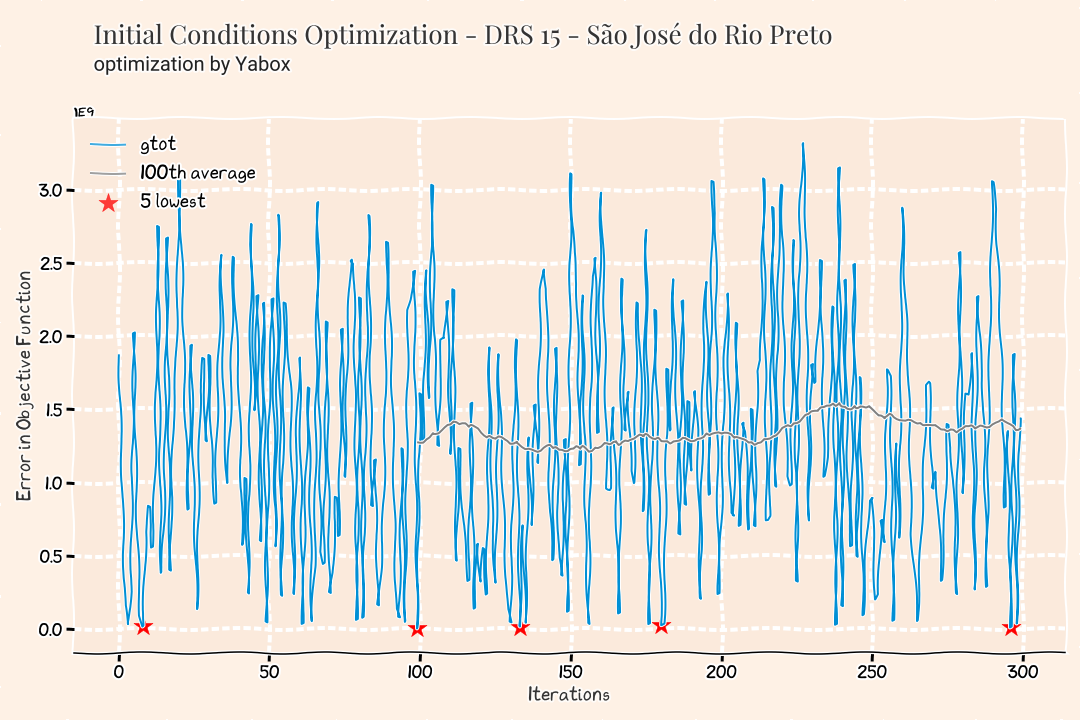 Initial Conditions Optimization - DRS 15 - São José do Rio Preto
optimization by Yabox
1E9
gtot
100th average
5 lowest
3.0
2.5
2.0
1.5
1.0
0.5
0.0
Error in Objective Function
0 50 100 150 200 250 300
Iterations